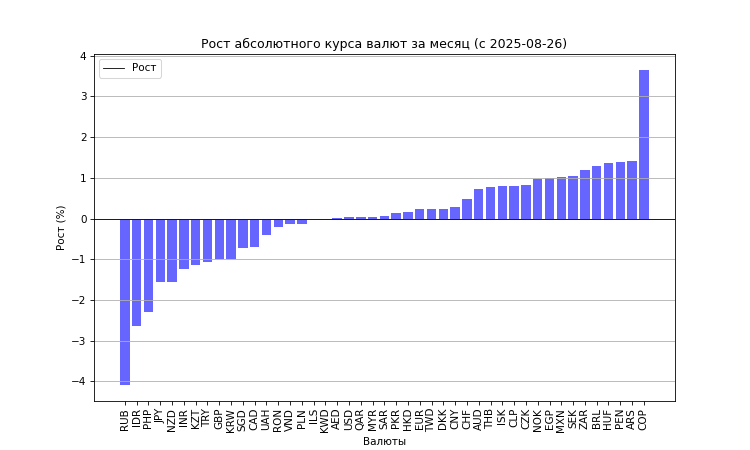 Рост абсолютного курса валют за месяц (с 2025-08-26)
Рост
4
3
2
1
0
−1
−2
−3
−4
Рост (%)
RUB
IDR
PHP
JPY
NZD
INR
KZT
TRY
GBP
KRW
SGD
CAD
UAH
RON
VND
PLN
ILS
KWD
AED
USD
QAR
MYR
SAR
PKR
HKD
EUR
TWD
DKK
CNY
CHF
AUD
THB
ISK
CLP
CZK
NOK
EGP
MXN
SEK
ZAR
BRL
HUF
PEN
ARS
COP
Валюты